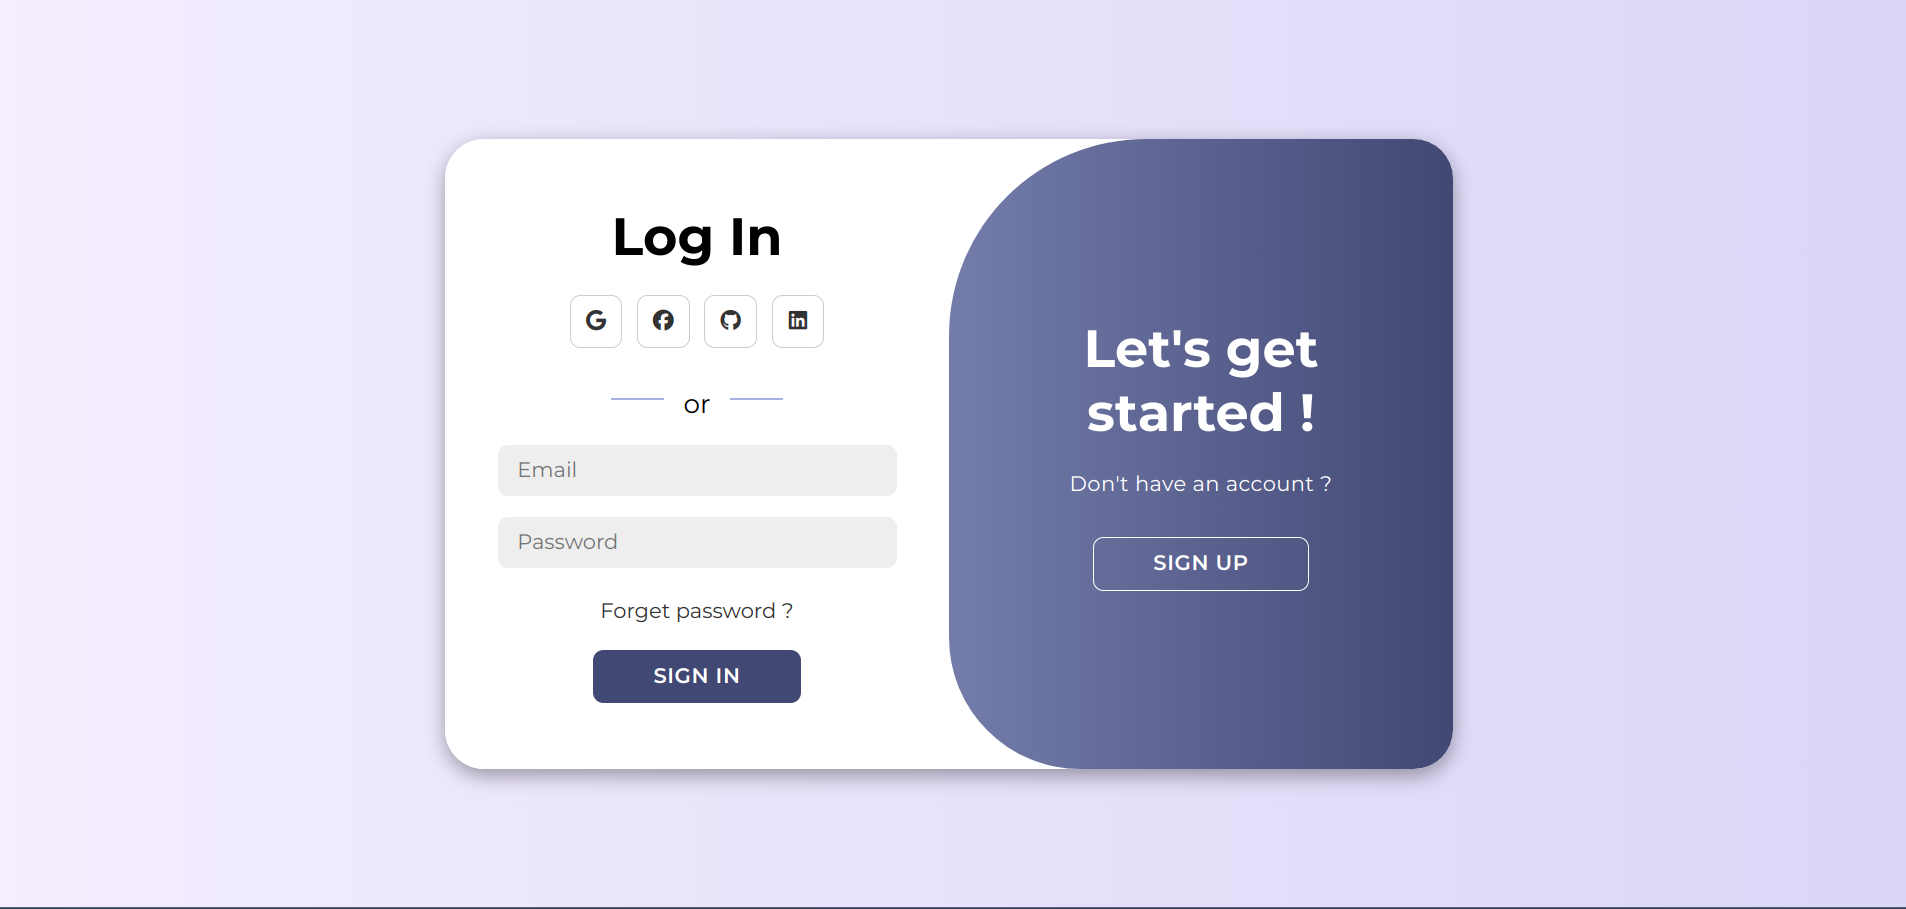 Log In
or
Email
Password
Forget password ?
SIGN IN
Let's get
started !
Don't have an account ?
SIGN UP